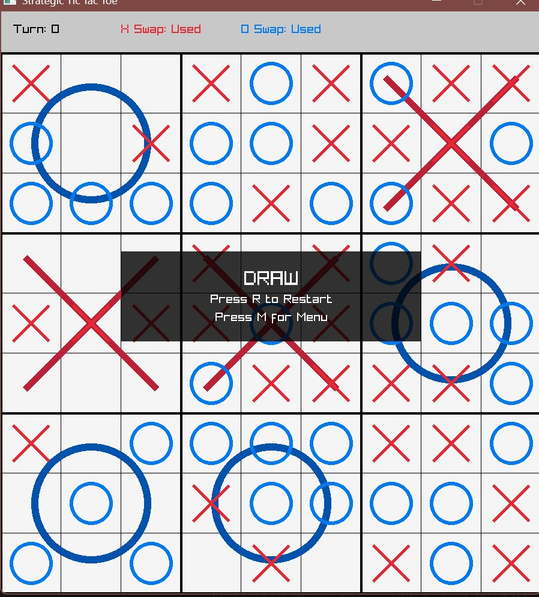 Strategic Tic Tac Toe
Turn: O X Swap: Used O Swap: Used
DRAW
Press R to Restart
Press M for Menu